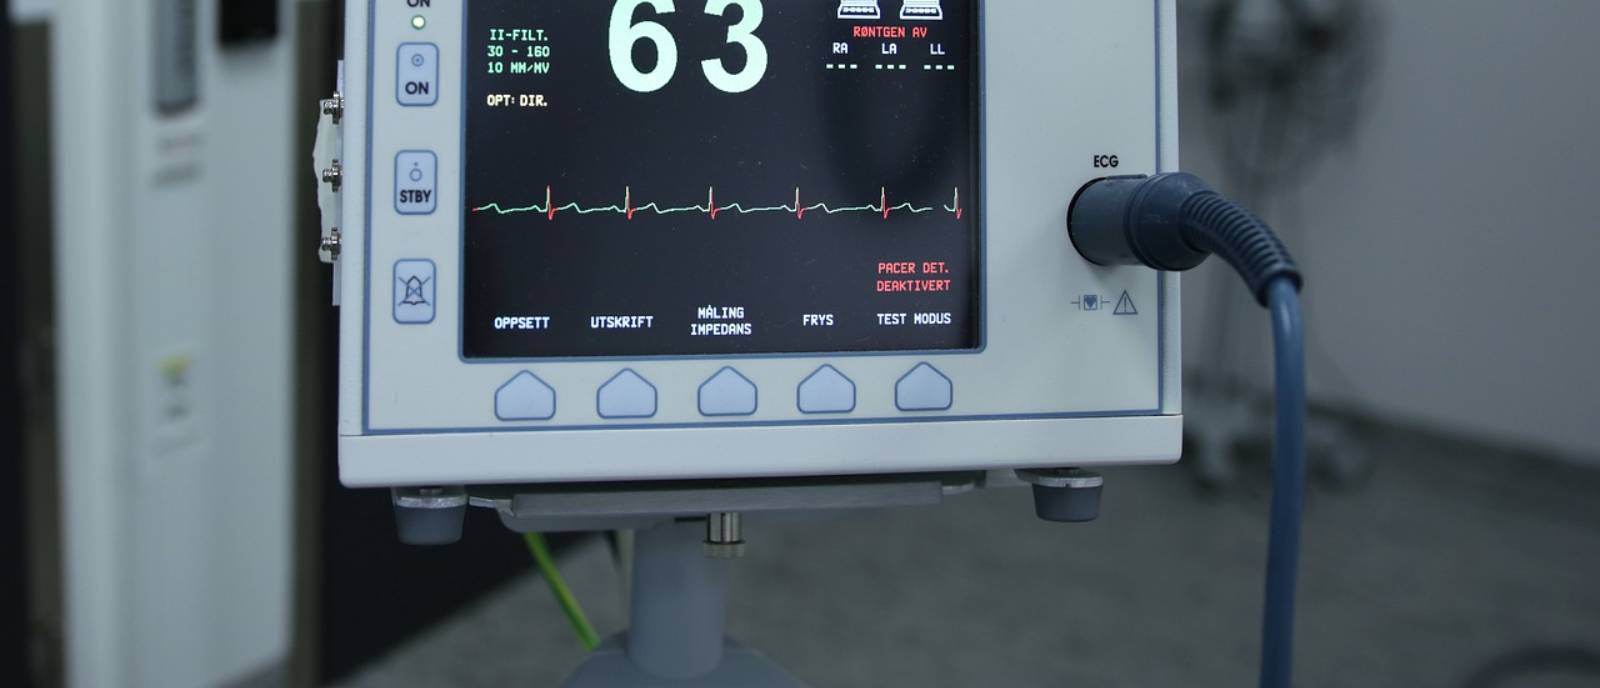 ON
II-FILT.
30 - 160
10 MM/MV
OPT: DIR.
63
RØNTGEN AV
RA LA LL
--- --- ---
ON
STBY
ECG
PACER DET.
DEAKTIVERT
OPPSETT
UTSKRIFT
MÅLING
IMPEDANS
FRYS
TEST MODUS